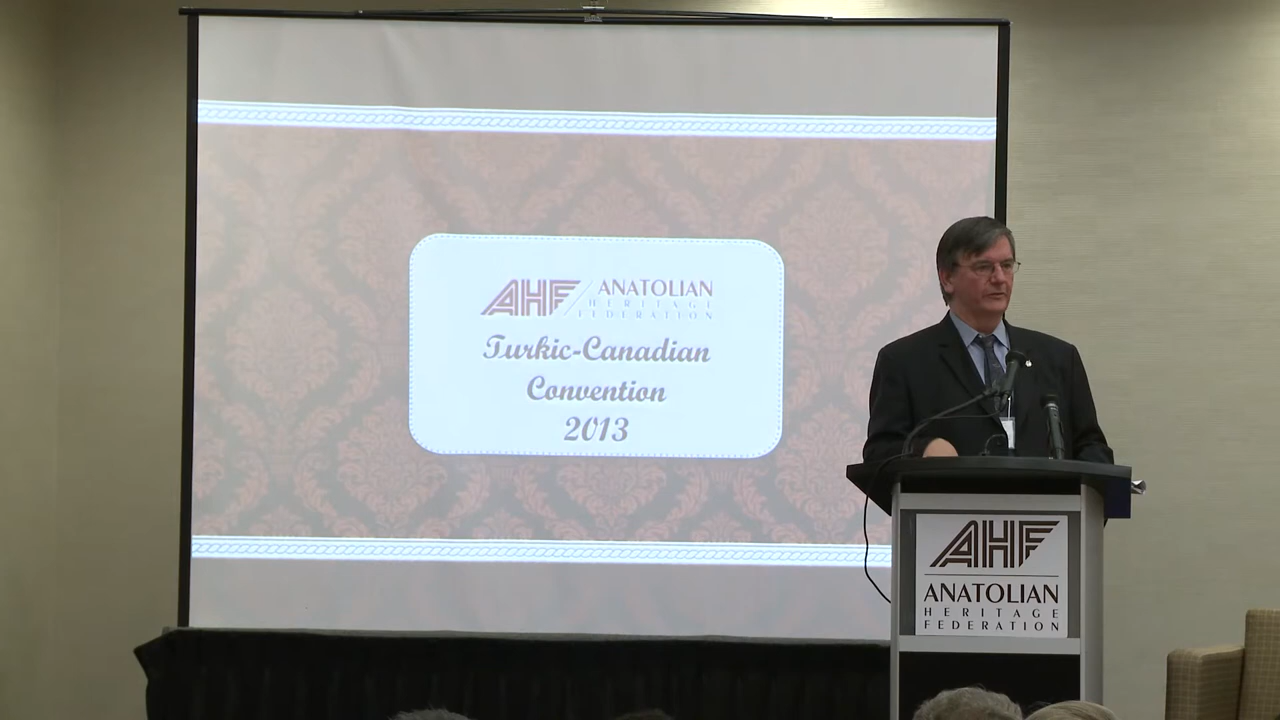 AHF ANATOLIAN
HERITAGE
FEDERATION
Turkic-Canadian
Convention
2013
AHF
ANATOLIAN
HERITAGE
FEDERATION